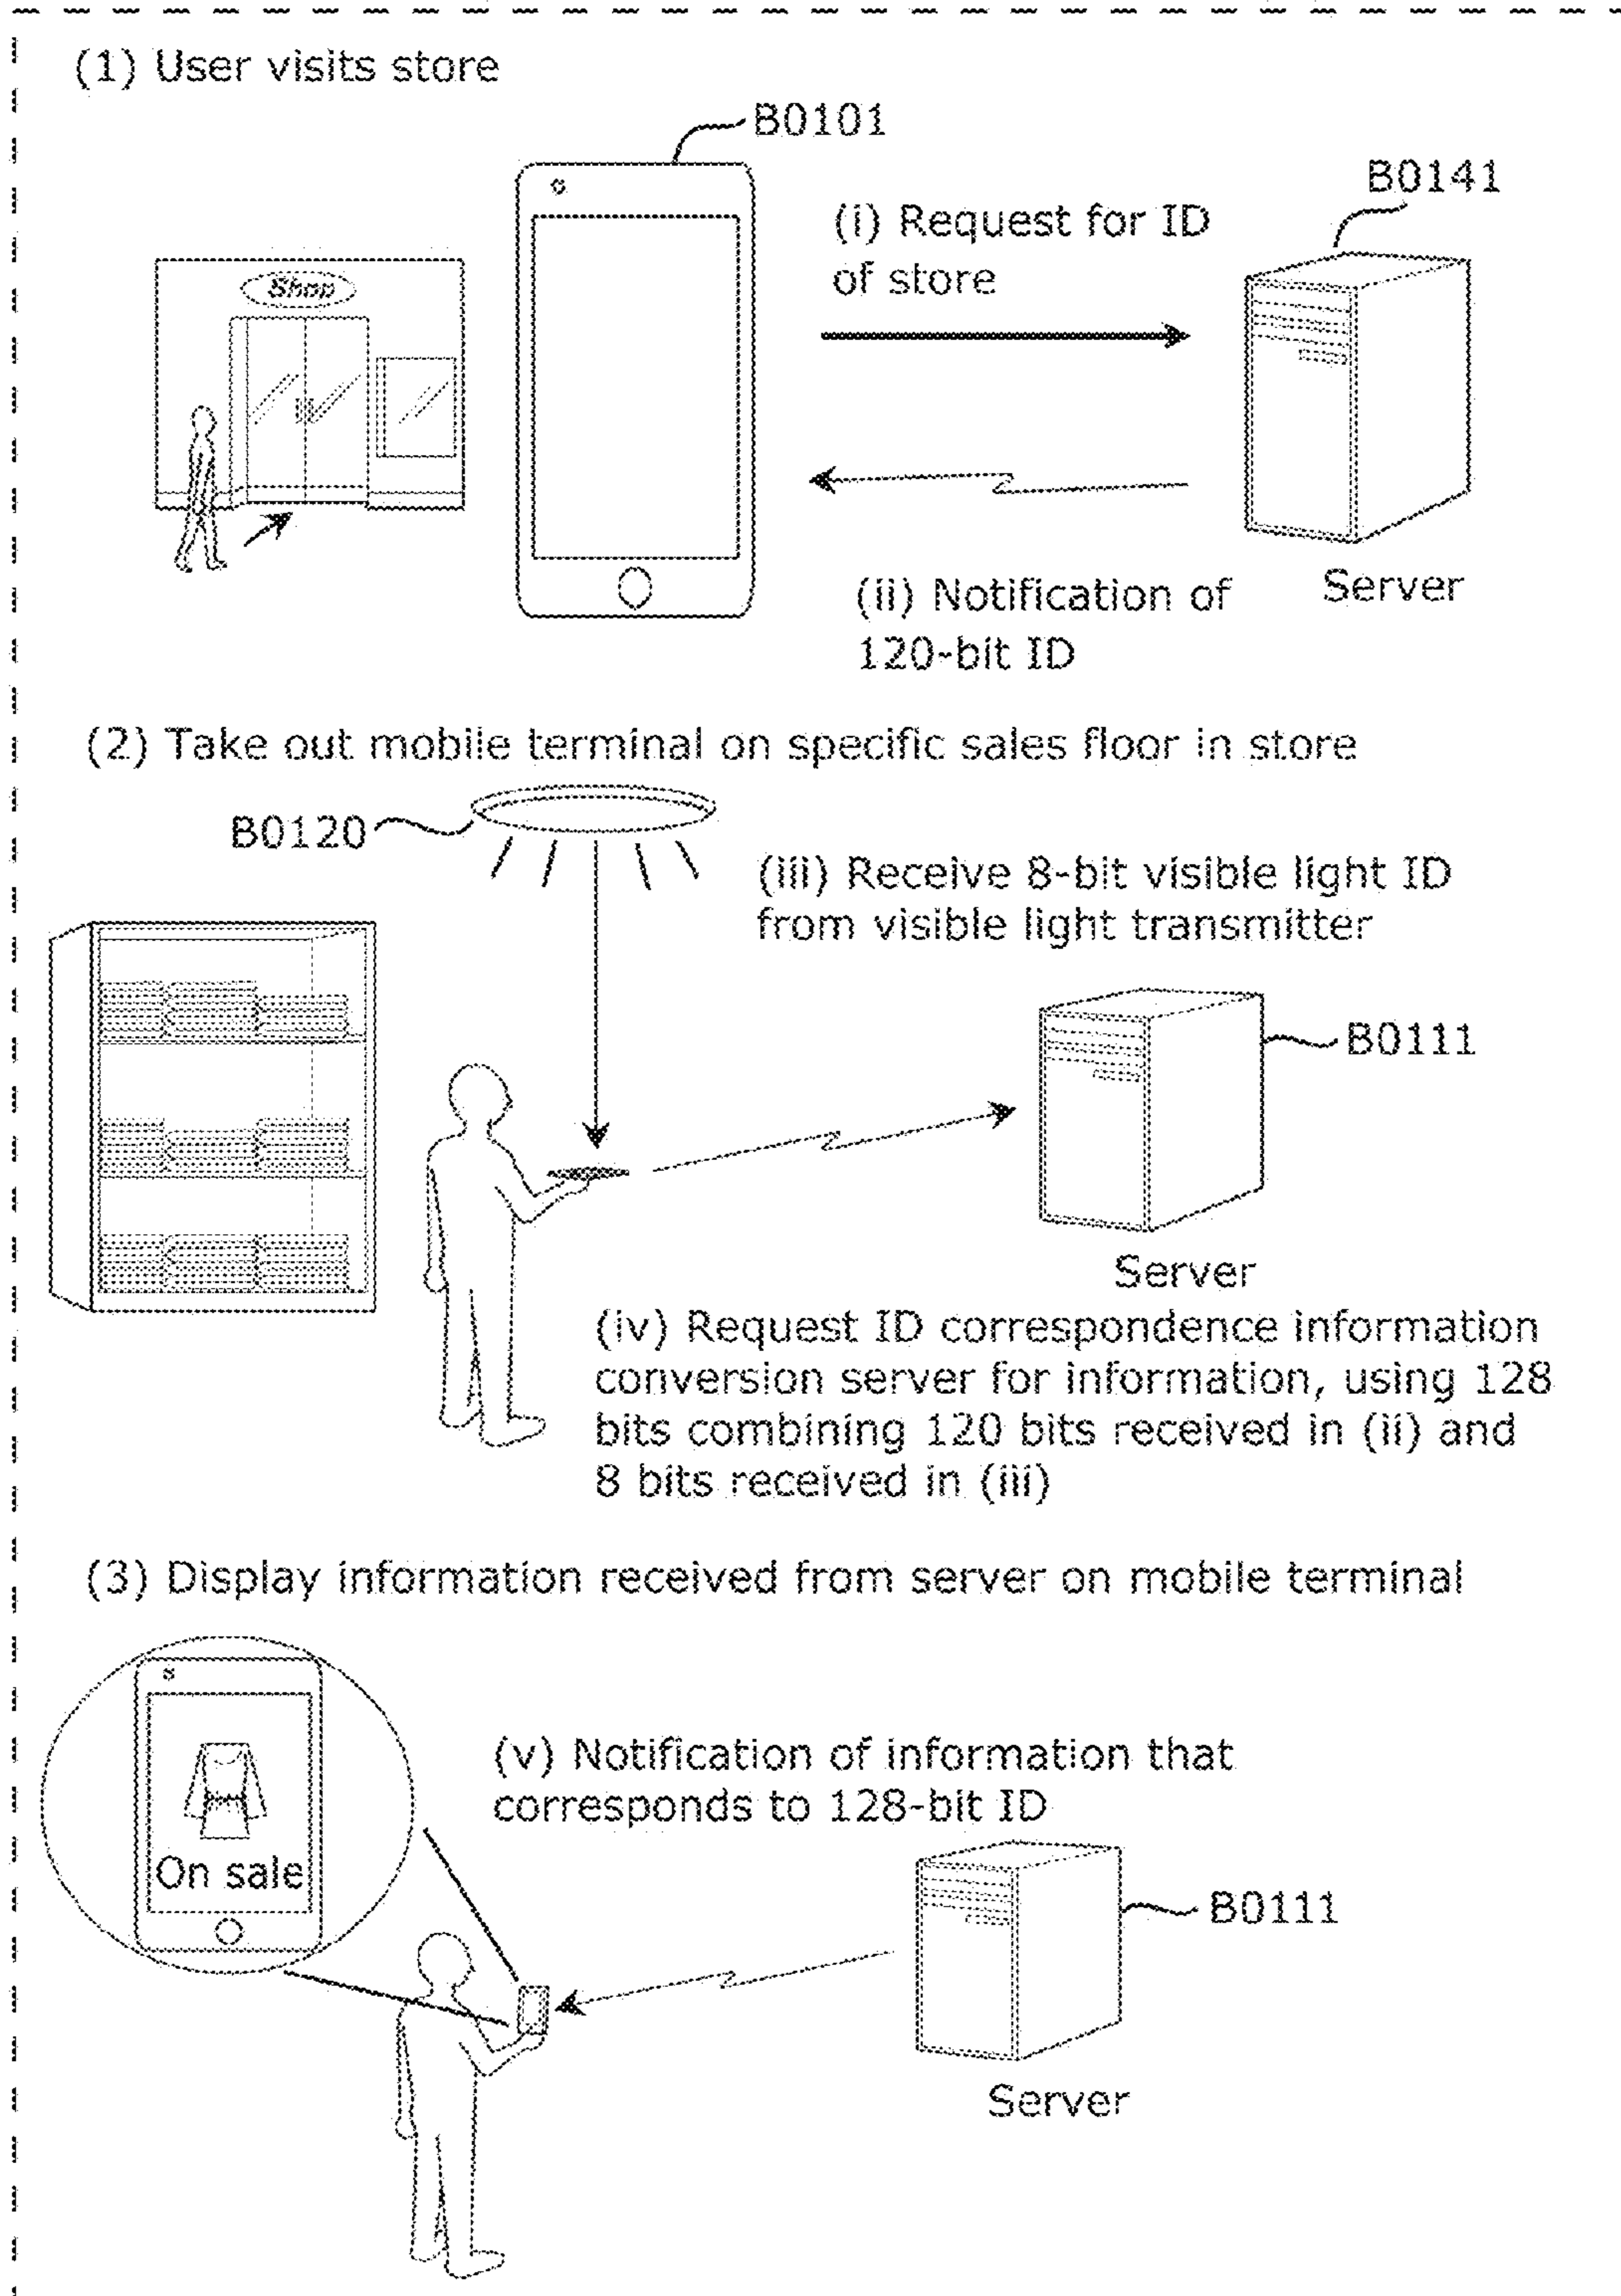 (1) User visits store
B0101
B0141
(i) Request for ID
of store
Shop
(ii) Notification of
120-bit ID
Server
(2) Take out mobile terminal on specific sales floor in store
B0120
(iii) Receive 8-bit visible light ID
from visible light transmitter
B0111
Server
(iv) Request ID correspondence information
conversion server for information, using 128
bits combining 120 bits received in (ii) and
8 bits received in (iii)
(3) Display information received from server on mobile terminal
(v) Notification of information that
corresponds to 128-bit ID
On sale
B0111
Server